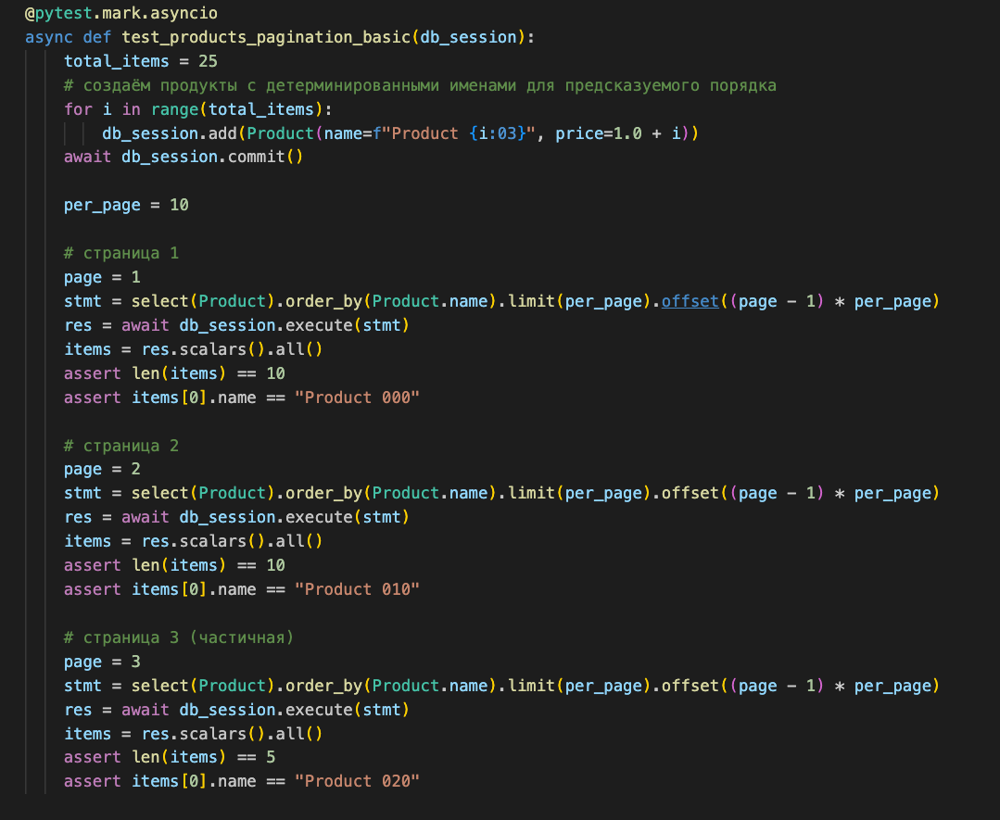 @pytest.mark.asyncio
async def test_products_pagination_basic(db_session):
    total_items = 25
    # создаём продукты с детерминированными именами для предсказуемого порядка
    for i in range(total_items):
        db_session.add(Product(name=f"Product {i:03}", price=1.0 + i))
    await db_session.commit()

    per_page = 10

    # страница 1
    page = 1
    stmt = select(Product).order_by(Product.name).limit(per_page).offset((page - 1) * per_page)
    res = await db_session.execute(stmt)
    items = res.scalars().all()
    assert len(items) == 10
    assert items[0].name == "Product 000"

    # страница 2
    page = 2
    stmt = select(Product).order_by(Product.name).limit(per_page).offset((page - 1) * per_page)
    res = await db_session.execute(stmt)
    items = res.scalars().all()
    assert len(items) == 10
    assert items[0].name == "Product 010"

    # страница 3 (частичная)
    page = 3
    stmt = select(Product).order_by(Product.name).limit(per_page).offset((page - 1) * per_page)
    res = await db_session.execute(stmt)
    items = res.scalars().all()
    assert len(items) == 5
    assert items[0].name == "Product 020"